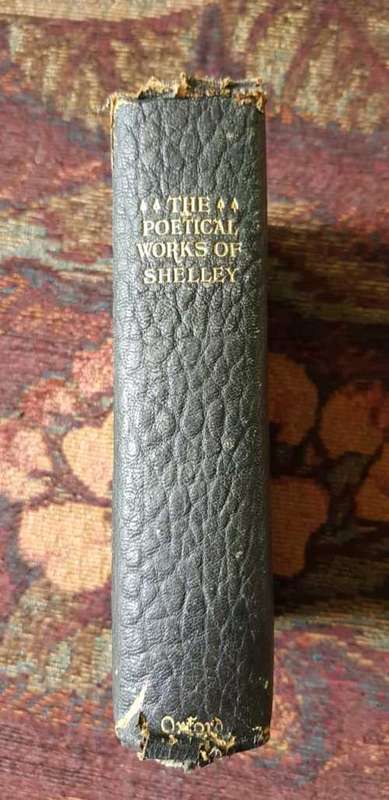 THE
POETICAL
WORKS OF
SHELLEY
Oxford